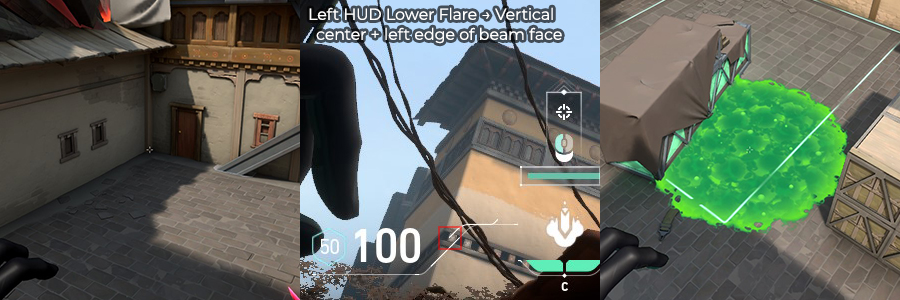 Left HUD Lower Flare → Vertical
center + left edge of beam face
50
100
C